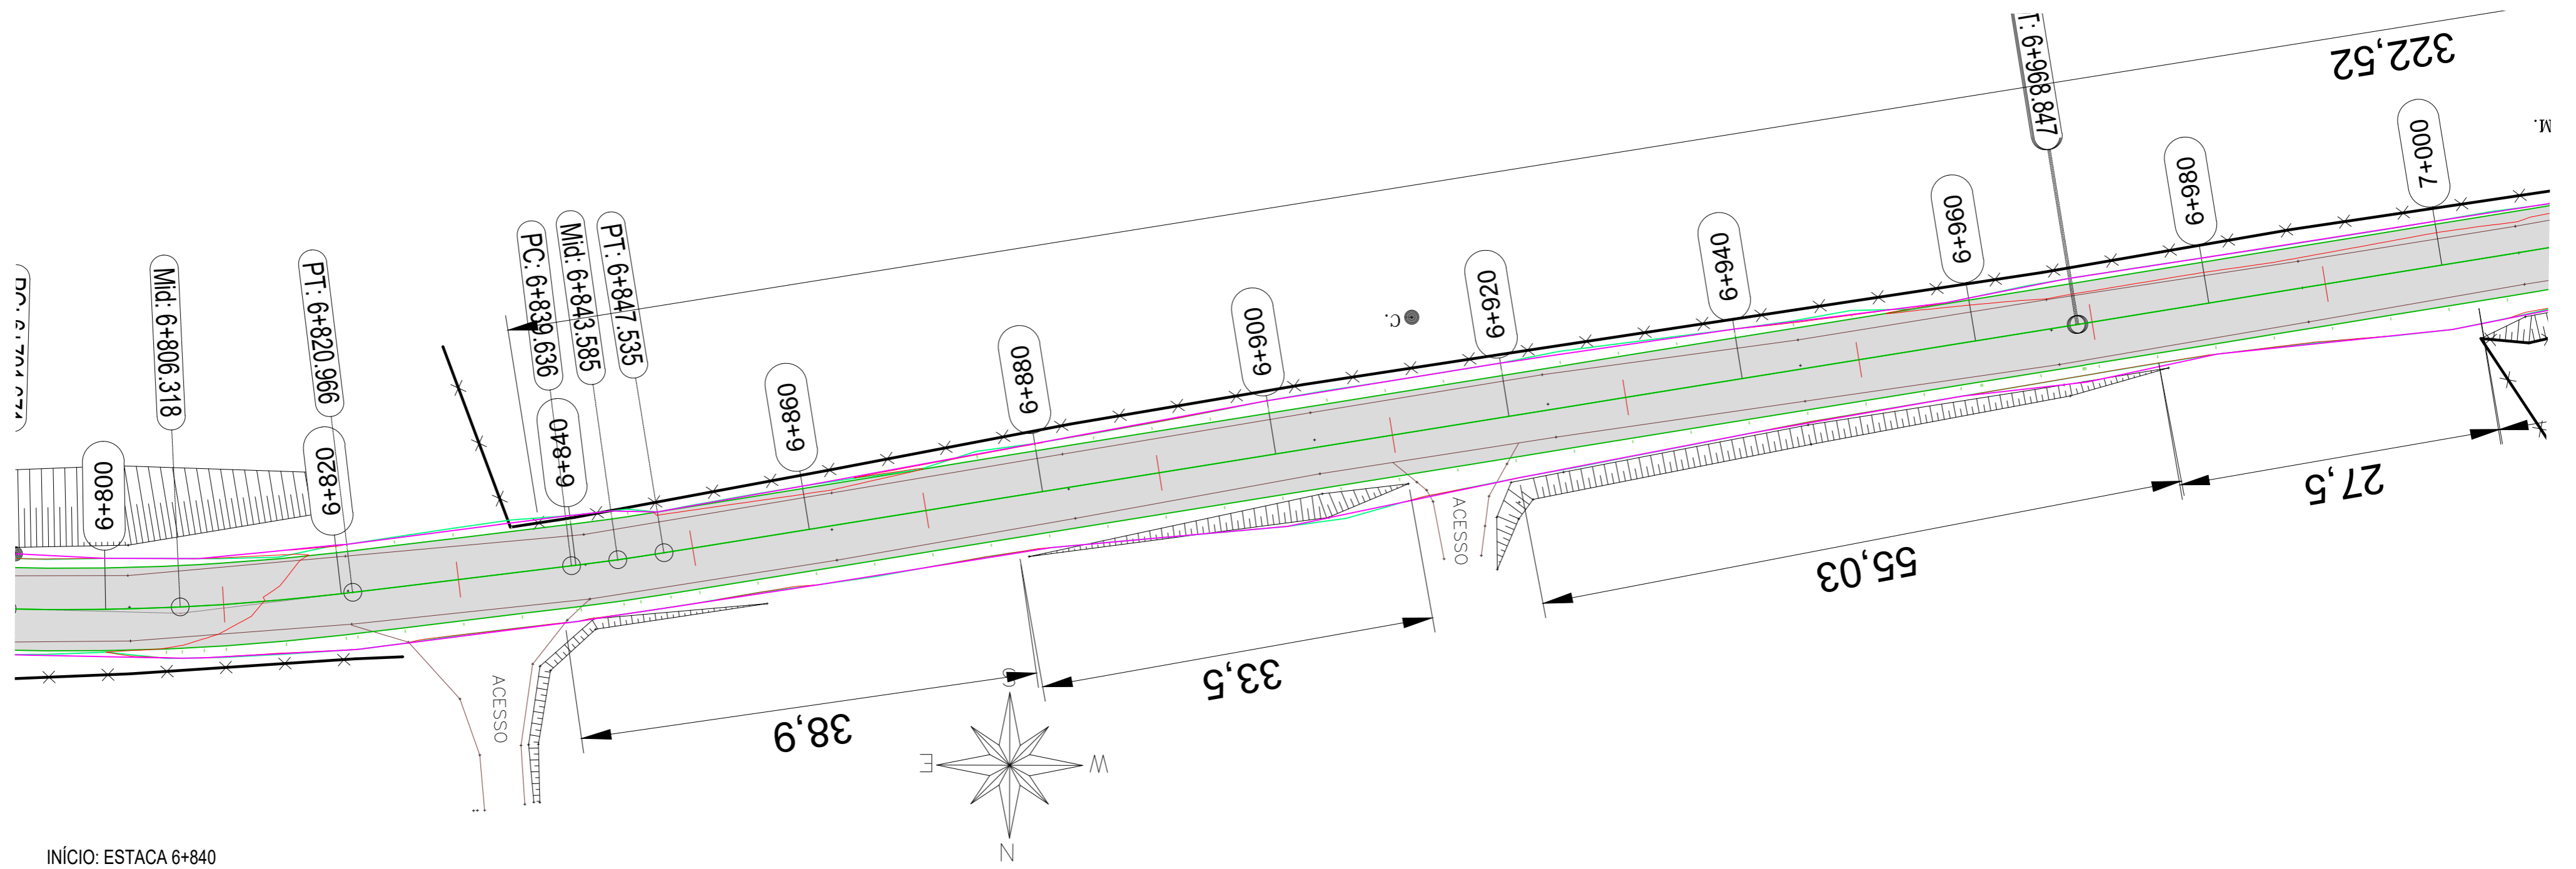 322,52
T: 6+968.847
M.
7+000
6+980
6+960
6+940
6+920
C.
6+900
6+880
6+860
PT: 6+847.535
Mid: 6+843.585
PC: 6+839.636
6+840
PT: 6+820.966
6+820
Mid: 6+806.318
6+800
ACESSO
ACESSO
27,5
55,03
33,5
38,9
S
E
W
N
INÍCIO: ESTACA 6+840